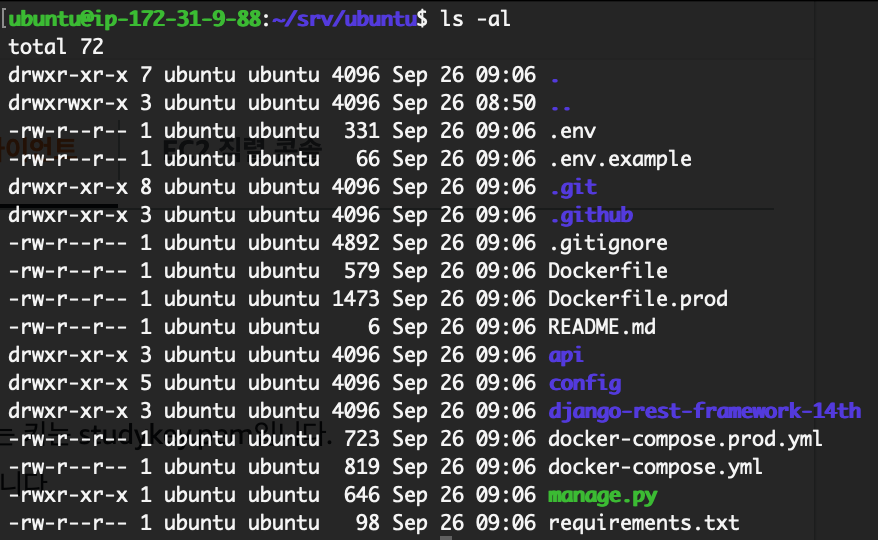 [ubuntu@ip-172-31-9-88:~/srv/ubuntu$ ls -al
total 72
drwxr-xr-x 7 ubuntu ubuntu 4096 Sep 26 09:06 .
drwxrwxr-x 3 ubuntu ubuntu 4096 Sep 26 08:50 ..
-rw-r--r-- 1 ubuntu ubuntu  331 Sep 26 09:06 .env
-rw-r--r-- 1 ubuntu ubuntu   66 Sep 26 09:06 .env.example
drwxr-xr-x 8 ubuntu ubuntu 4096 Sep 26 09:06 .git
drwxr-xr-x 3 ubuntu ubuntu 4096 Sep 26 09:06 .github
-rw-r--r-- 1 ubuntu ubuntu 4892 Sep 26 09:06 .gitignore
-rw-r--r-- 1 ubuntu ubuntu  579 Sep 26 09:06 Dockerfile
-rw-r--r-- 1 ubuntu ubuntu 1473 Sep 26 09:06 Dockerfile.prod
-rw-r--r-- 1 ubuntu ubuntu    6 Sep 26 09:06 README.md
drwxr-xr-x 3 ubuntu ubuntu 4096 Sep 26 09:06 api
drwxr-xr-x 5 ubuntu ubuntu 4096 Sep 26 09:06 config
drwxr-xr-x 3 ubuntu ubuntu 4096 Sep 26 09:06 django-rest-framework-14th
-rw-r--r-- 1 ubuntu ubuntu  723 Sep 26 09:06 docker-compose.prod.yml
-rw-r--r-- 1 ubuntu ubuntu  819 Sep 26 09:06 docker-compose.yml
-rwxr-xr-x 1 ubuntu ubuntu  646 Sep 26 09:06 manage.py
-rw-r--r-- 1 ubuntu ubuntu   98 Sep 26 09:06 requirements.txt